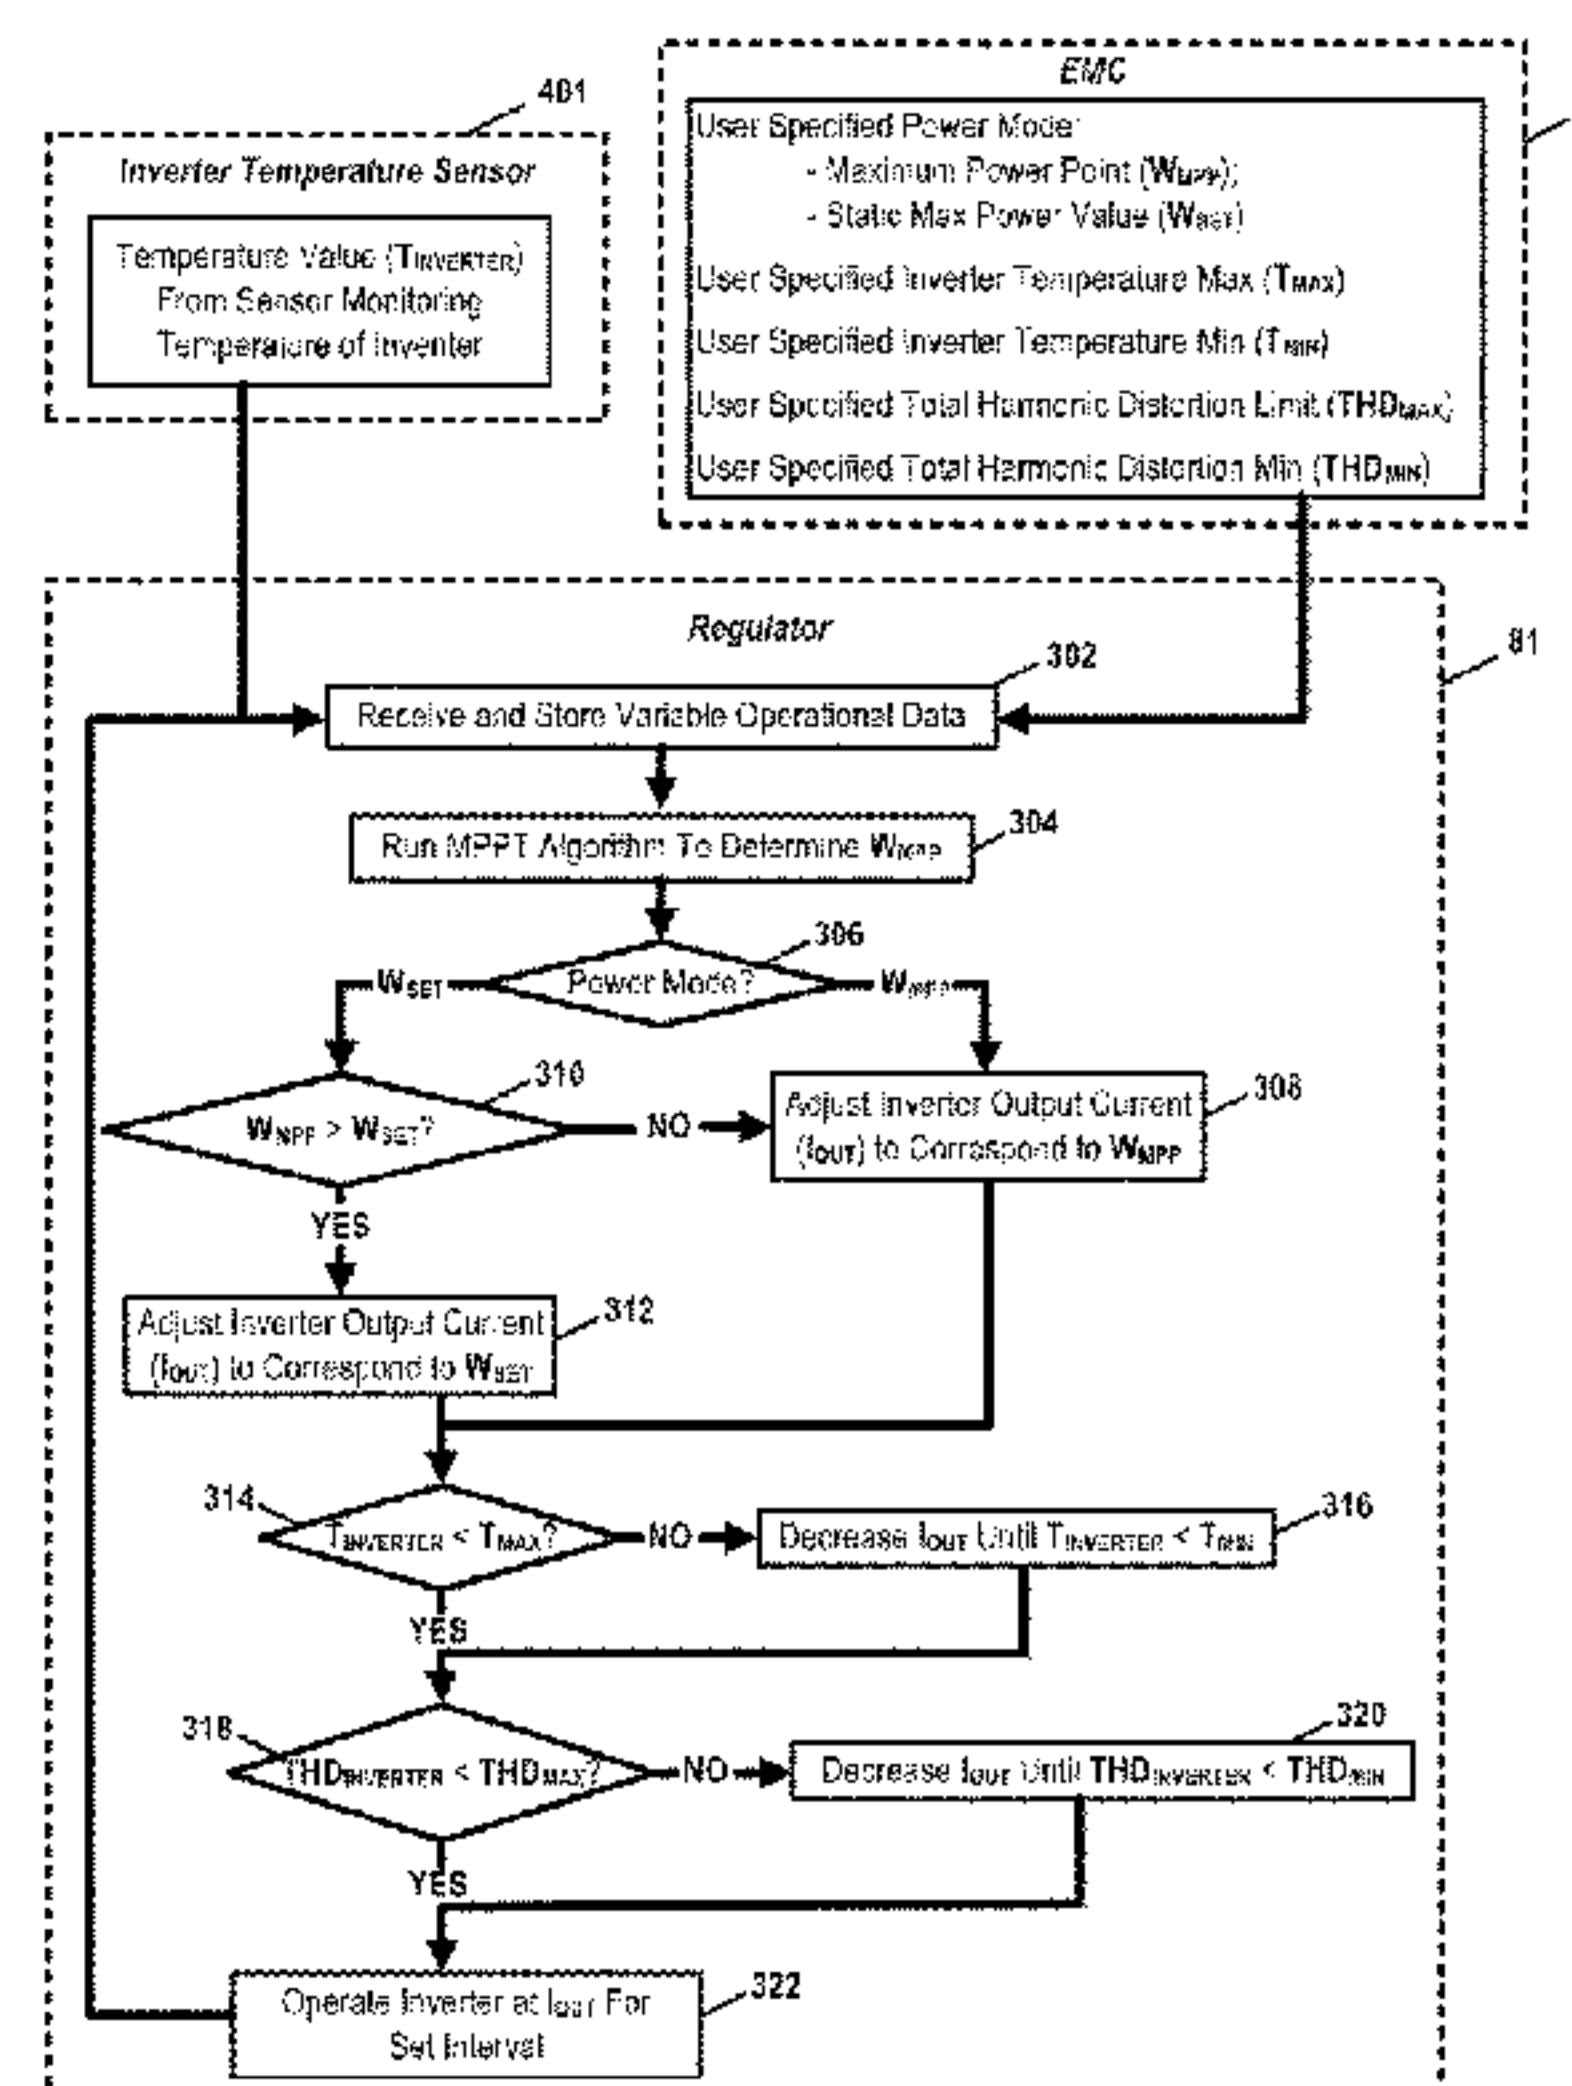 EMC
401
User Specified Power Mode:
- Maximum Power Point (WMPP);
- Static Max Power Value (WSET)
User Specified Inverter Temperature Max (TMAX)
User Specified Inverter Temperature Min (TMIN)
User Specified Total Harmonic Distortion Limit (THDMAX)
User Specified Total Harmonic Distortion Min (THDMIN)
Inverter Temperature Sensor
Temperature Value (TINVERTER)
From Sensor Monitoring
Temperature of Inverter
Regulator
81
302
Receive and Store Variable Operational Data
304
Run MPPT Algorithm To Determine WMPP
306
WSET
Power Mode?
WMPP
310
WMPP > WSET?
NO
308
Adjust Inverter Output Current
(IOUT) to Correspond to WMPP
YES
312
Adjust Inverter Output Current
(IOUT) to Correspond to WSET
314
TINVERTER < TMAX?
NO
316
Decrease IOUT Until TINVERTER < TMIN
YES
318
THDINVERTER < THDMAX?
NO
320
Decrease IOUT Until THDINVERTER < THDMIN
YES
322
Operate Inverter at IOUT For
Set Interval